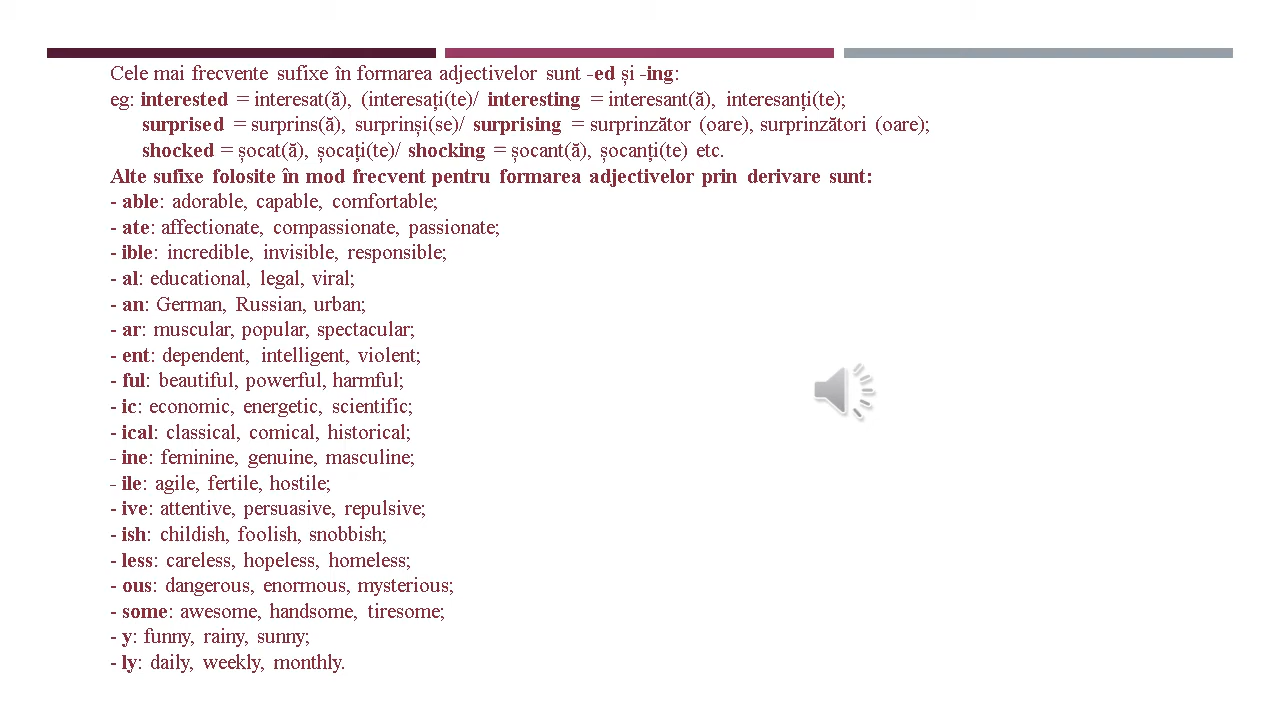 Cele mai frecvente sufixe în formarea adjectivelor sunt -ed și -ing:
eg: interested = interesat(ă), (interesați(te)/ interesting = interesant(ă), interesanți(te);
surprised = surprins(ă), surprinși(se)/ surprising = surprinzător (oare), surprinzători (oare);
shocked = șocat(ă), șocați(te)/ shocking = șocant(ă), șocanți(te) etc.
Alte sufixe folosite în mod frecvent pentru formarea adjectivelor prin derivare sunt:
- able: adorable, capable, comfortable;
- ate: affectionate, compassionate, passionate;
- ible: incredible, invisible, responsible;
- al: educational, legal, viral;
- an: German, Russian, urban;
- ar: muscular, popular, spectacular;
- ent: dependent, intelligent, violent;
- ful: beautiful, powerful, harmful;
- ic: economic, energetic, scientific;
- ical: classical, comical, historical;
- ine: feminine, genuine, masculine;
- ile: agile, fertile, hostile;
- ive: attentive, persuasive, repulsive;
- ish: childish, foolish, snobbish;
- less: careless, hopeless, homeless;
- ous: dangerous, enormous, mysterious;
- some: awesome, handsome, tiresome;
- y: funny, rainy, sunny;
- ly: daily, weekly, monthly.